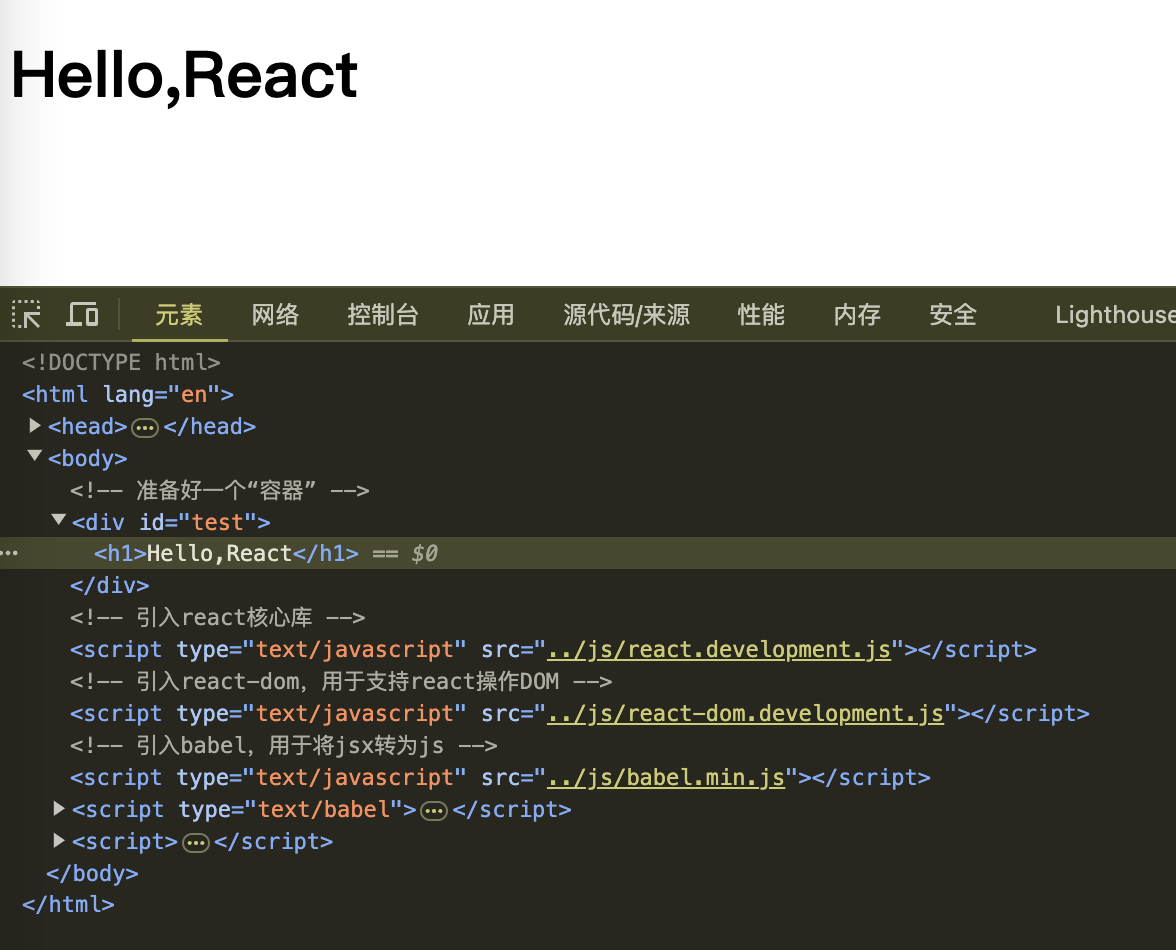 Hello,React
元素 网络 控制台 应用 源代码/来源 性能 内存 安全 Lighthouse
<!DOCTYPE html>
<html lang="en">
<head>…</head>
<body>
<!-- 准备好一个“容器” -->
<div id="test">
<h1>Hello,React</h1> == $0
</div>
<!-- 引入react核心库 -->
<script type="text/javascript" src="../js/react.development.js"></script>
<!-- 引入react-dom，用于支持react操作DOM -->
<script type="text/javascript" src="../js/react-dom.development.js"></script>
<!-- 引入babel，用于将jsx转为js -->
<script type="text/javascript" src="../js/babel.min.js"></script>
<script type="text/babel">…</script>
<script>…</script>
</body>
</html>